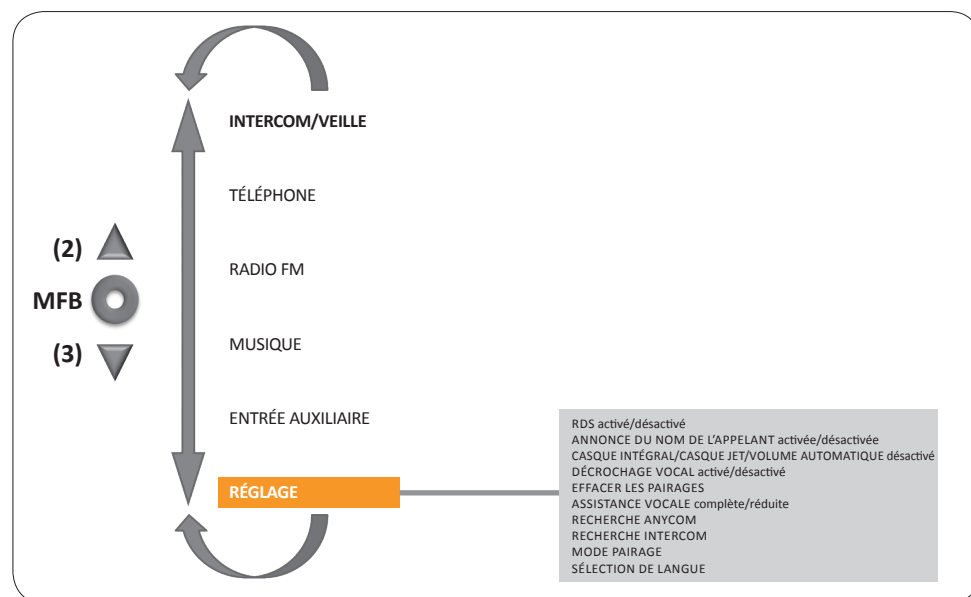 INTERCOM/VEILLE
TÉLÉPHONE
(2)
RADIO FM
MFB
MUSIQUE
(3)
ENTRÉE AUXILIAIRE
RÉGLAGE
RDS activé/désactivé
ANNONCE DU NOM DE L’APPELANT activée/désactivée
CASQUE INTÉGRAL/CASQUE JET/VOLUME AUTOMATIQUE désactivé
DÉCROCHAGE VOCAL activé/désactivé
EFFACER LES PAIRAGES
ASSISTANCE VOCALE complète/réduite
RECHERCHE ANYCOM
RECHERCHE INTERCOM
MODE PAIRAGE
SÉLECTION DE LANGUE